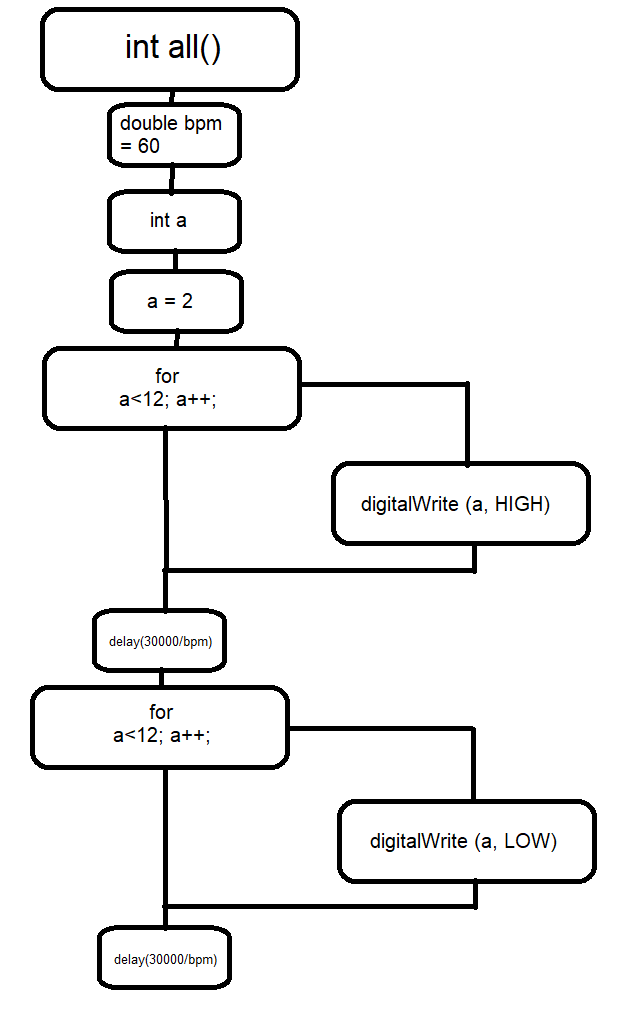 int all()
double bpm
= 60
int a
a = 2
for
a<12; a++;
digitalWrite (a, HIGH)
delay(30000/bpm)
for
a<12; a++;
digitalWrite (a, LOW)
delay(30000/bpm)